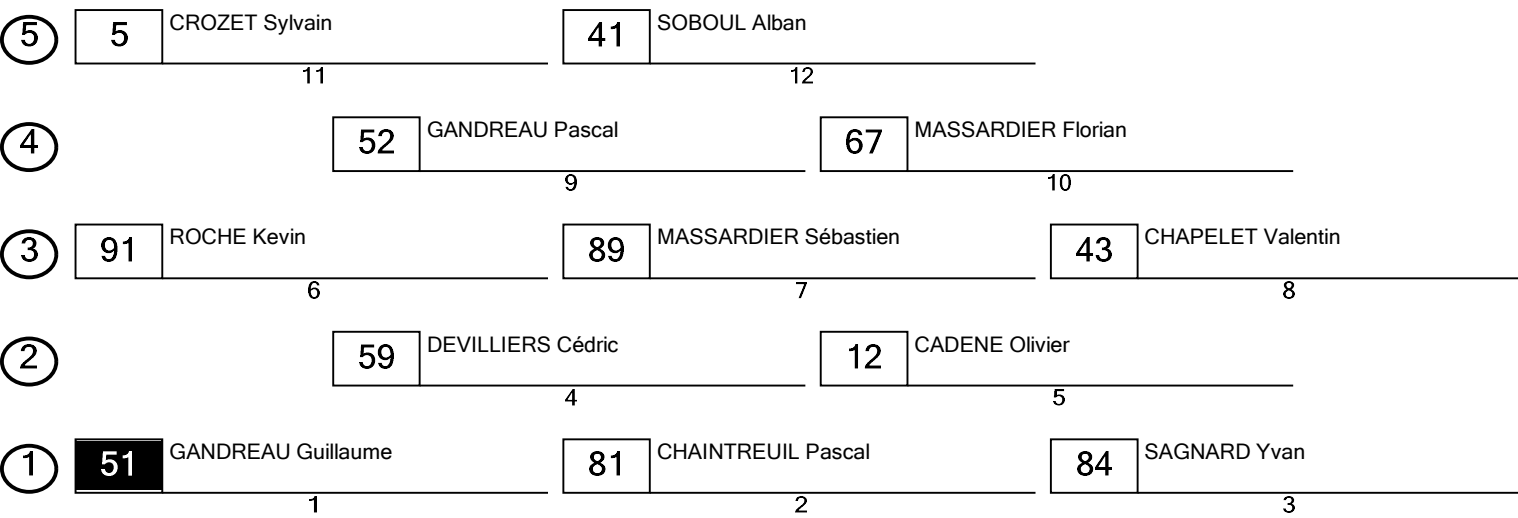 5 5 CROZET Sylvain 41 SOBOUL Alban
11 12
4 52 GANDREAU Pascal 67 MASSARDIER Florian
9 10
3 91 ROCHE Kevin 89 MASSARDIER Sébastien 43 CHAPELET Valentin
6 7 8
2 59 DEVILLIERS Cédric 12 CADENE Olivier
4 5
1 51 GANDREAU Guillaume 81 CHAINTREUIL Pascal 84 SAGNARD Yvan
1 2 3